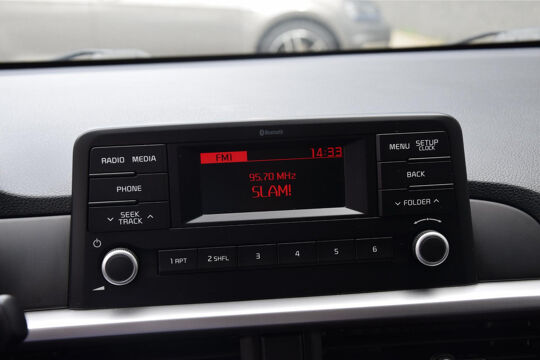 Bluetooth
RADIO MEDIA
PHONE
SEEK
TRACK
FM1 14:33
95.70 MHz
SLAM!
MENU SETUP
CLOCK
BACK
FOLDER
1 RPT 2 SHFL 3 4 5 6